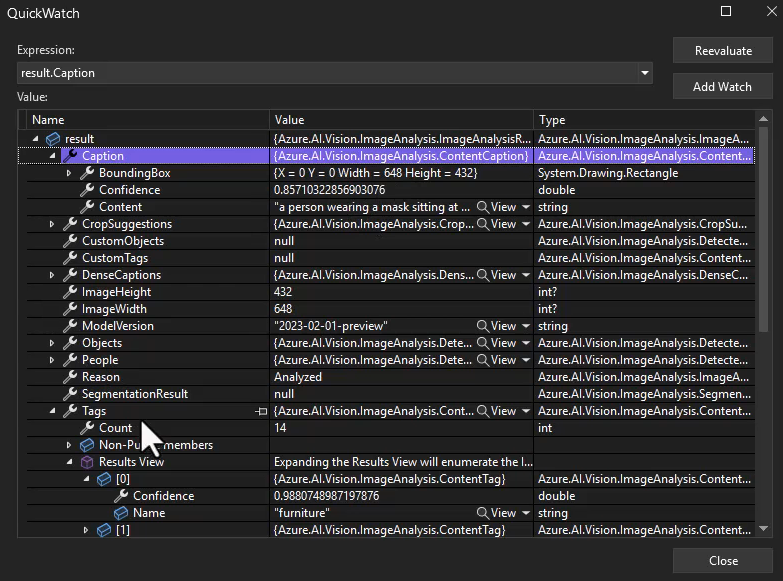 QuickWatch
Expression:
Reevaluate
result.Caption
Add Watch
Value:
Name Value Type
result {Azure.AI.Vision.ImageAnalysis.ImageAnalysisR... Azure.AI.Vision.ImageAnalysis.ImageA...
Caption {Azure.AI.Vision.ImageAnalysis.ContentCaption} Azure.AI.Vision.ImageAnalysis.Content...
BoundingBox {X = 0 Y = 0 Width = 648 Height = 432} System.Drawing.Rectangle
Confidence 0.85710322856903076 double
Content "a person wearing a mask sitting at ... View string
CropSuggestions {Azure.AI.Vision.ImageAnalysis.Crop... View Azure.AI.Vision.ImageAnalysis.CropSu...
CustomObjects null Azure.AI.Vision.ImageAnalysis.Detecte...
CustomTags null Azure.AI.Vision.ImageAnalysis.Content...
DenseCaptions {Azure.AI.Vision.ImageAnalysis.Dens... View Azure.AI.Vision.ImageAnalysis.DenseC...
ImageHeight 432 int?
ImageWidth 648 int?
ModelVersion "2023-02-01-preview" View string
Objects {Azure.AI.Vision.ImageAnalysis.Dete... View Azure.AI.Vision.ImageAnalysis.Detecte...
People {Azure.AI.Vision.ImageAnalysis.Dete... View Azure.AI.Vision.ImageAnalysis.Detecte...
Reason Analyzed Azure.AI.Vision.ImageAnalysis.ImageA...
SegmentationResult null Azure.AI.Vision.ImageAnalysis.Segmen...
Tags {Azure.AI.Vision.ImageAnalysis.Cont... View Azure.AI.Vision.ImageAnalysis.Content...
Count 14 int
Non-Pu members
Results View Expanding the Results View will enumerate the I...
[0] {Azure.AI.Vision.ImageAnalysis.ContentTag} Azure.AI.Vision.ImageAnalysis.Content...
Confidence 0.9880748987197876 double
Name "furniture" View string
[1] {Azure.AI.Vision.ImageAnalysis.ContentTag} Azure.AI.Vision.ImageAnalysis.Content...
Close